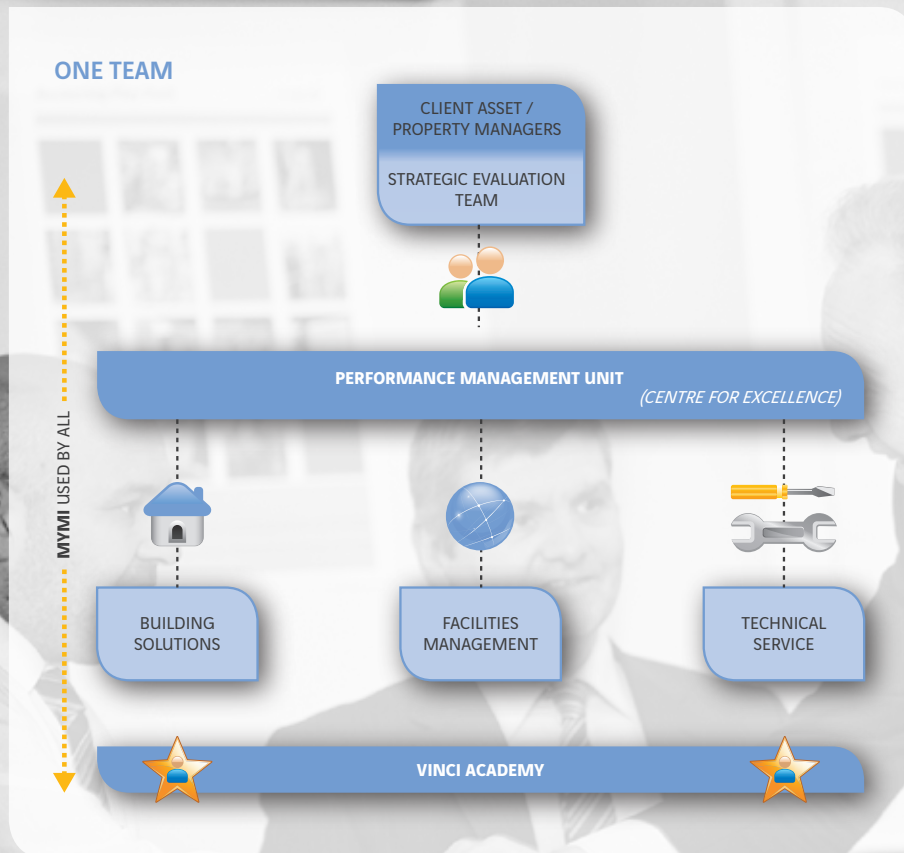 ONE TEAM
CLIENT ASSET /
PROPERTY MANAGERS
STRATEGIC EVALUATION
TEAM
PERFORMANCE MANAGEMENT UNIT
(CENTRE FOR EXCELLENCE)
MYMI USED BY ALL
BUILDING
SOLUTIONS
FACILITIES
MANAGEMENT
TECHNICAL
SERVICE
VINCI ACADEMY